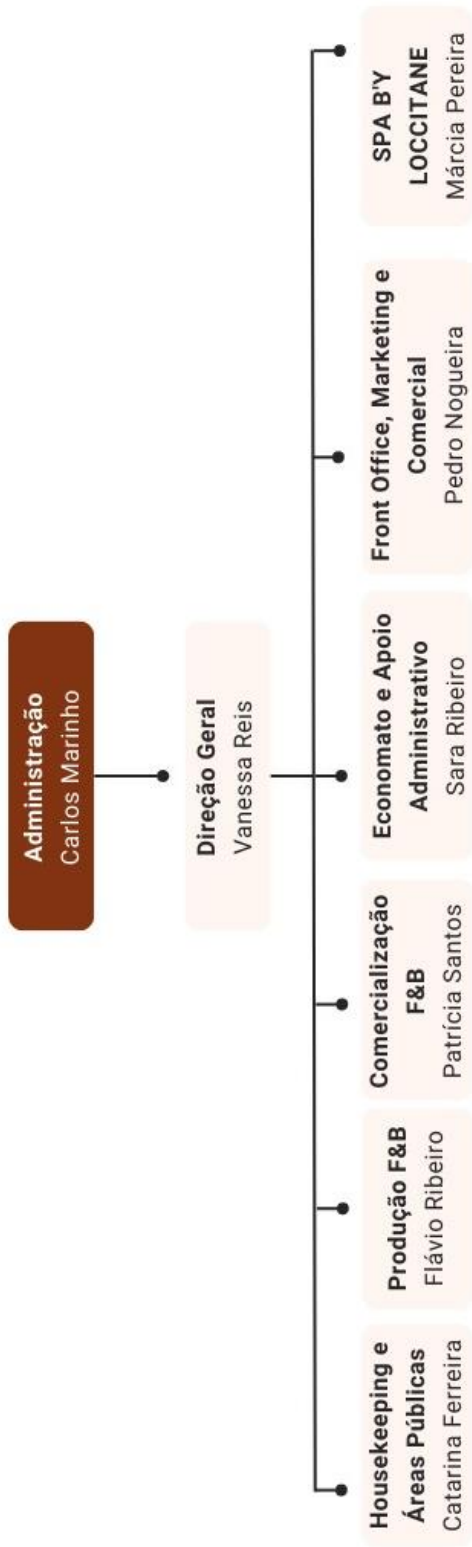 Administração
Carlos Marinho
Direção Geral
Vanessa Reis
Housekeeping e
Áreas Públicas
Catarina Ferreira
Produção F&B
Flávio Ribeiro
Comercialização
F&B
Patrícia Santos
Economato e Apoio
Administrativo
Sara Ribeiro
Front Office, Marketing e
Comercial
Pedro Nogueira
SPA B'Y
LOCCITANE
Márcia Pereira